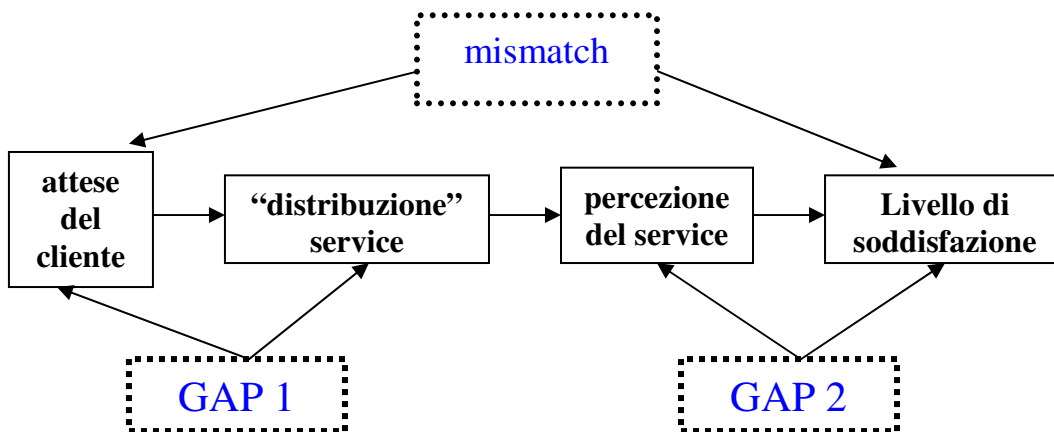 mismatch
attese
del
cliente
“distribuzione”
service
percezione
del service
Livello di
soddisfazione
GAP 1
GAP 2